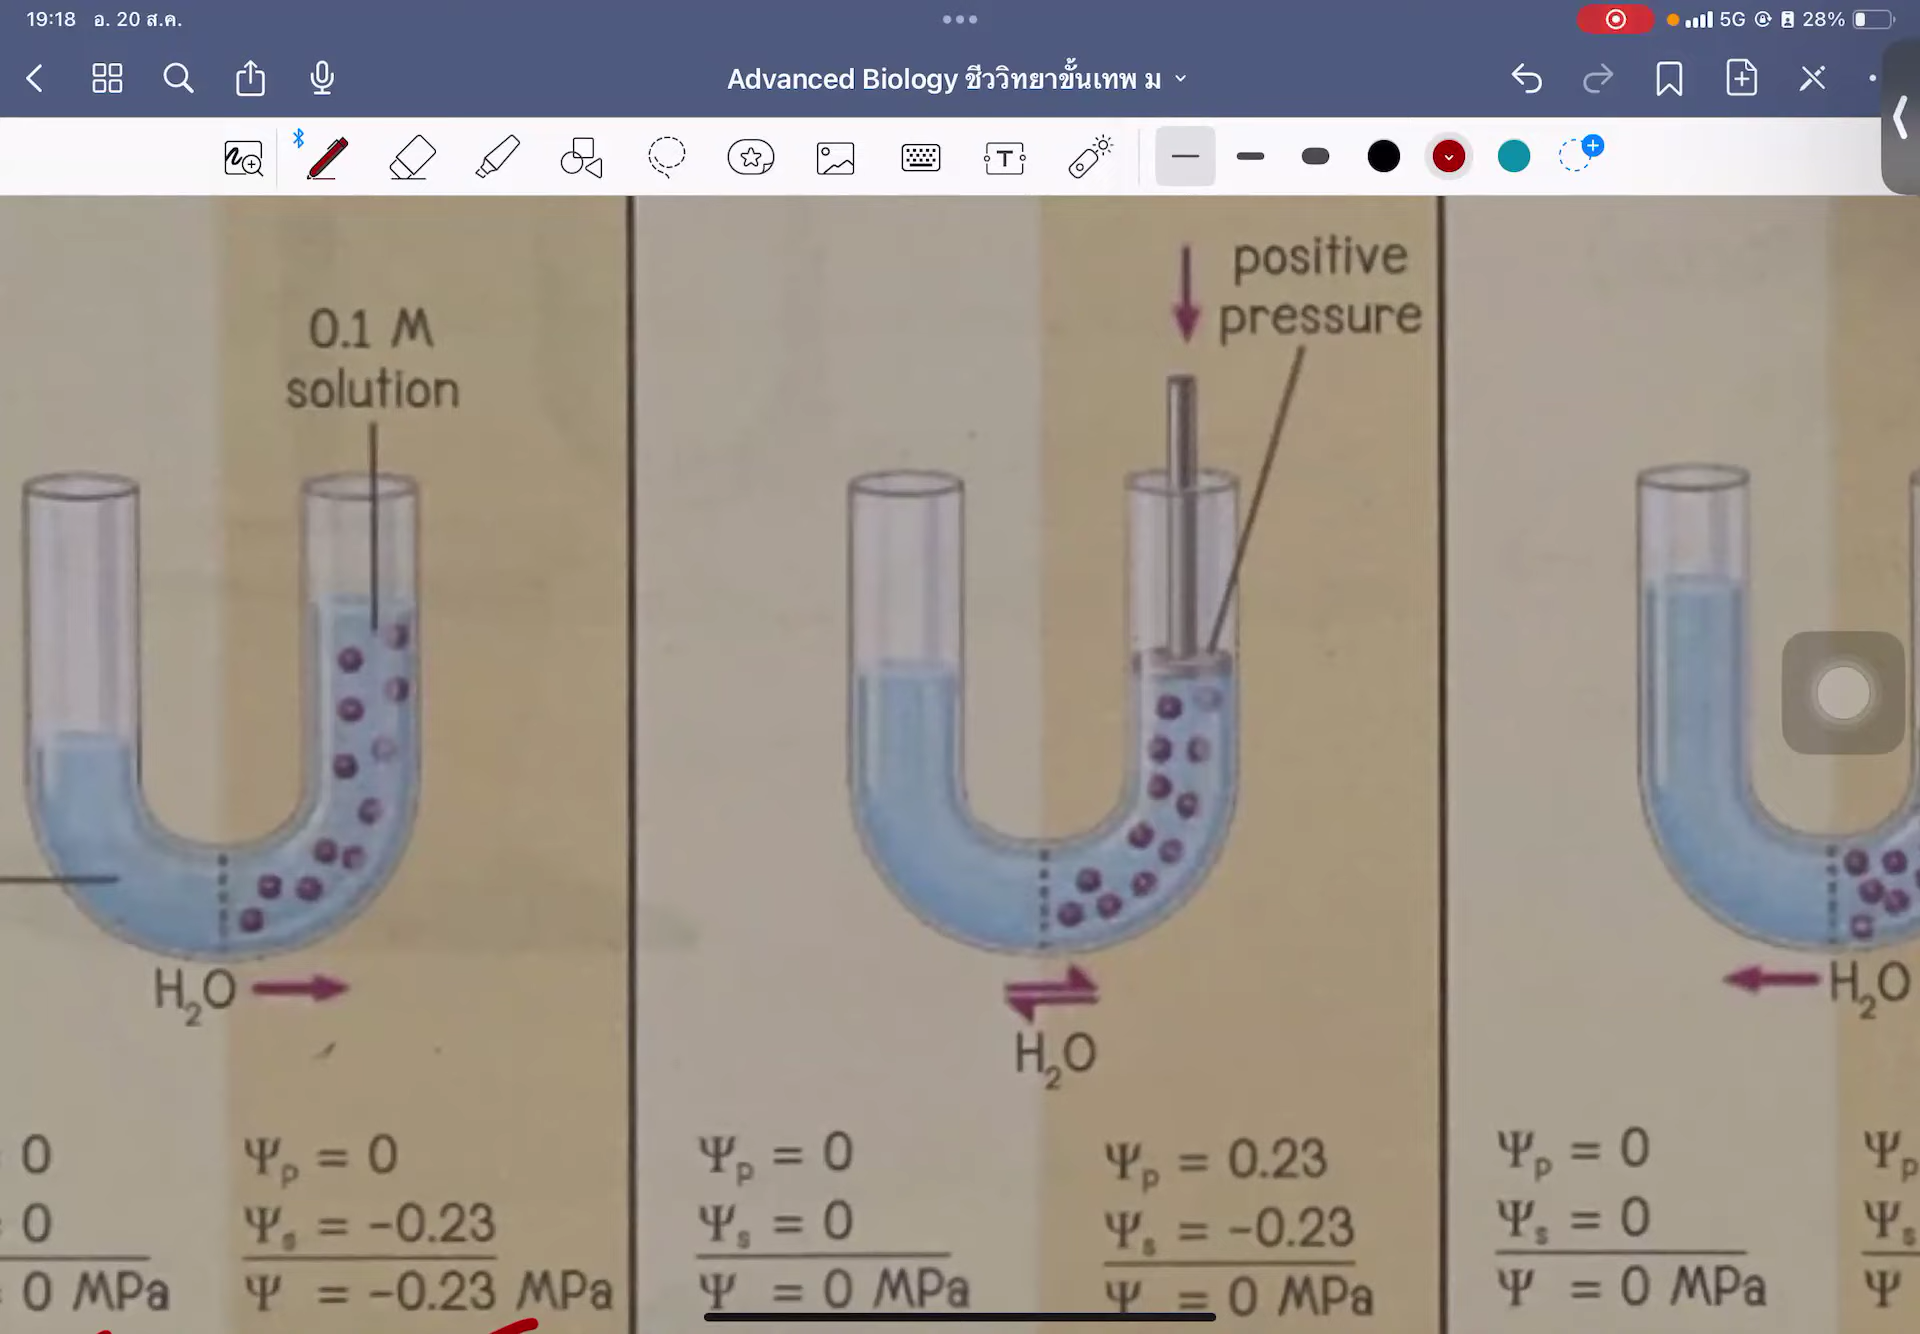 19:18 อ. 20 ส.ค.
5G 28%
Advanced Biology ชีววิทยาขั้นเทพ ม
T
0.1 M
solution
H₂O
0
0
0 MPa
Ψp = 0
Ψs = -0.23
Ψ = -0.23 MPa
positive
pressure
H₂O
Ψp = 0
Ψs = 0
Ψ = 0 MPa
Ψp = 0.23
Ψs = -0.23
Ψ = 0 MPa
H₂O
Ψp = 0
Ψs = 0
Ψ = 0 MPa
Ψp
Ψs
Ψ